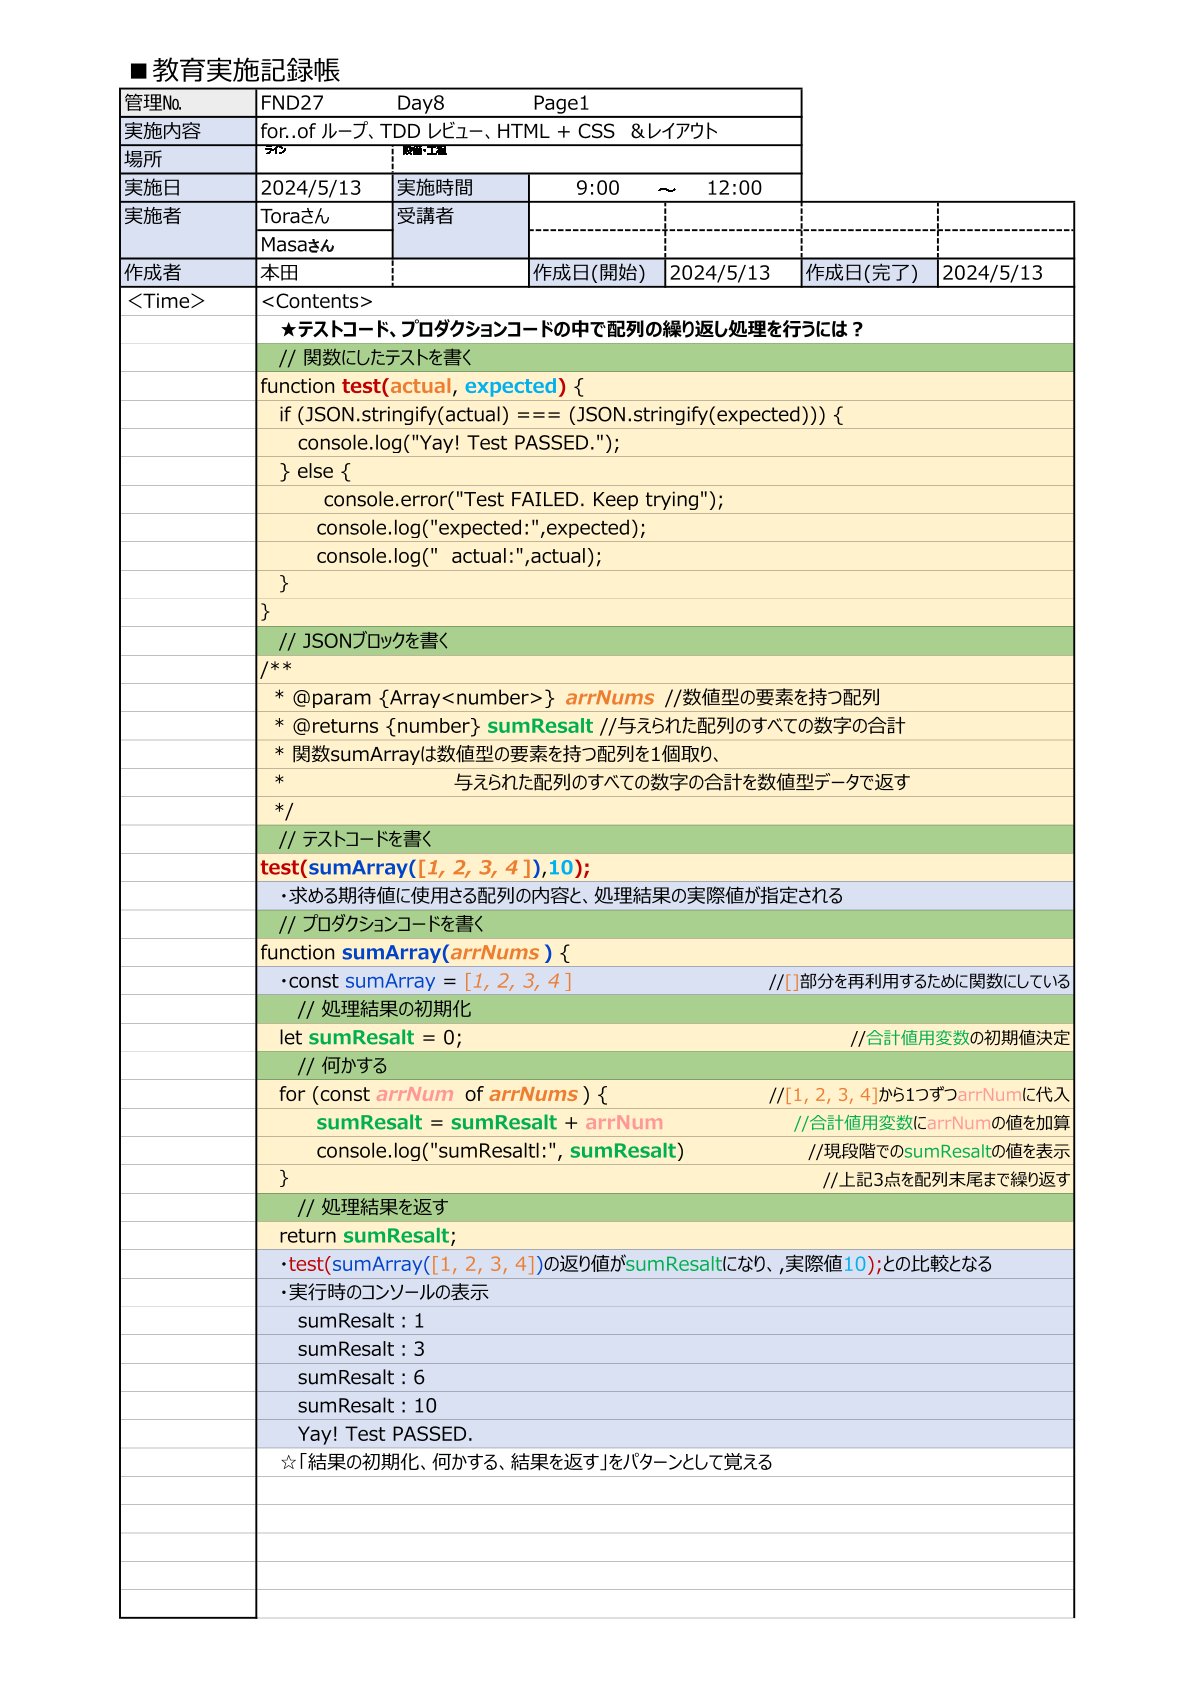 ■教育実施記録帳
管理№ FND27 Day8 Page1
実施内容 for..of ループ、TDD レビュー、HTML + CSS ＆レイアウト
場所 ライン 設備・工程
実施日 2024/5/13 実施時間 9:00 ～ 12:00
実施者 Toraさん 受講者
Masaさん
作成者 本田 作成日(開始) 2024/5/13 作成日(完了) 2024/5/13
＜Time＞ <Contents>
★テストコード、プロダクションコードの中で配列の繰り返し処理を行うには？
// 関数にしたテストを書く
function test(actual, expected) {
if (JSON.stringify(actual) === (JSON.stringify(expected))) {
console.log("Yay! Test PASSED.");
} else {
console.error("Test FAILED. Keep trying");
console.log("expected:",expected);
console.log("  actual:",actual);
}
}
// JSONブロックを書く
/**
* @param {Array<number>} arrNums //数値型の要素を持つ配列
* @returns {number} sumResalt //与えられた配列のすべての数字の合計
* 関数sumArrayは数値型の要素を持つ配列を1個取り、
* 与えられた配列のすべての数字の合計を数値型データで返す
*/
// テストコードを書く
test(sumArray([1, 2, 3, 4 ]),10);
・求める期待値に使用さる配列の内容と、処理結果の実際値が指定される
// プロダクションコードを書く
function sumArray(arrNums ) {
・const sumArray = [1, 2, 3, 4 ] //[]部分を再利用するために関数にしている
// 処理結果の初期化
let sumResalt = 0; //合計値用変数の初期値決定
// 何かする
for (const arrNum of arrNums ) { //[1, 2, 3, 4]から1つずつarrNumに代入
sumResalt = sumResalt + arrNum //合計値用変数にarrNumの値を加算
console.log("sumResaltl:", sumResalt) //現段階でのsumResaltの値を表示
} //上記3点を配列末尾まで繰り返す
// 処理結果を返す
return sumResalt;
・test(sumArray([1, 2, 3, 4])の返り値がsumResaltになり、,実際値10);との比較となる
・実行時のコンソールの表示
sumResalt：1
sumResalt：3
sumResalt：6
sumResalt：10
Yay! Test PASSED.
☆「結果の初期化、何かする、結果を返す」をパターンとして覚える